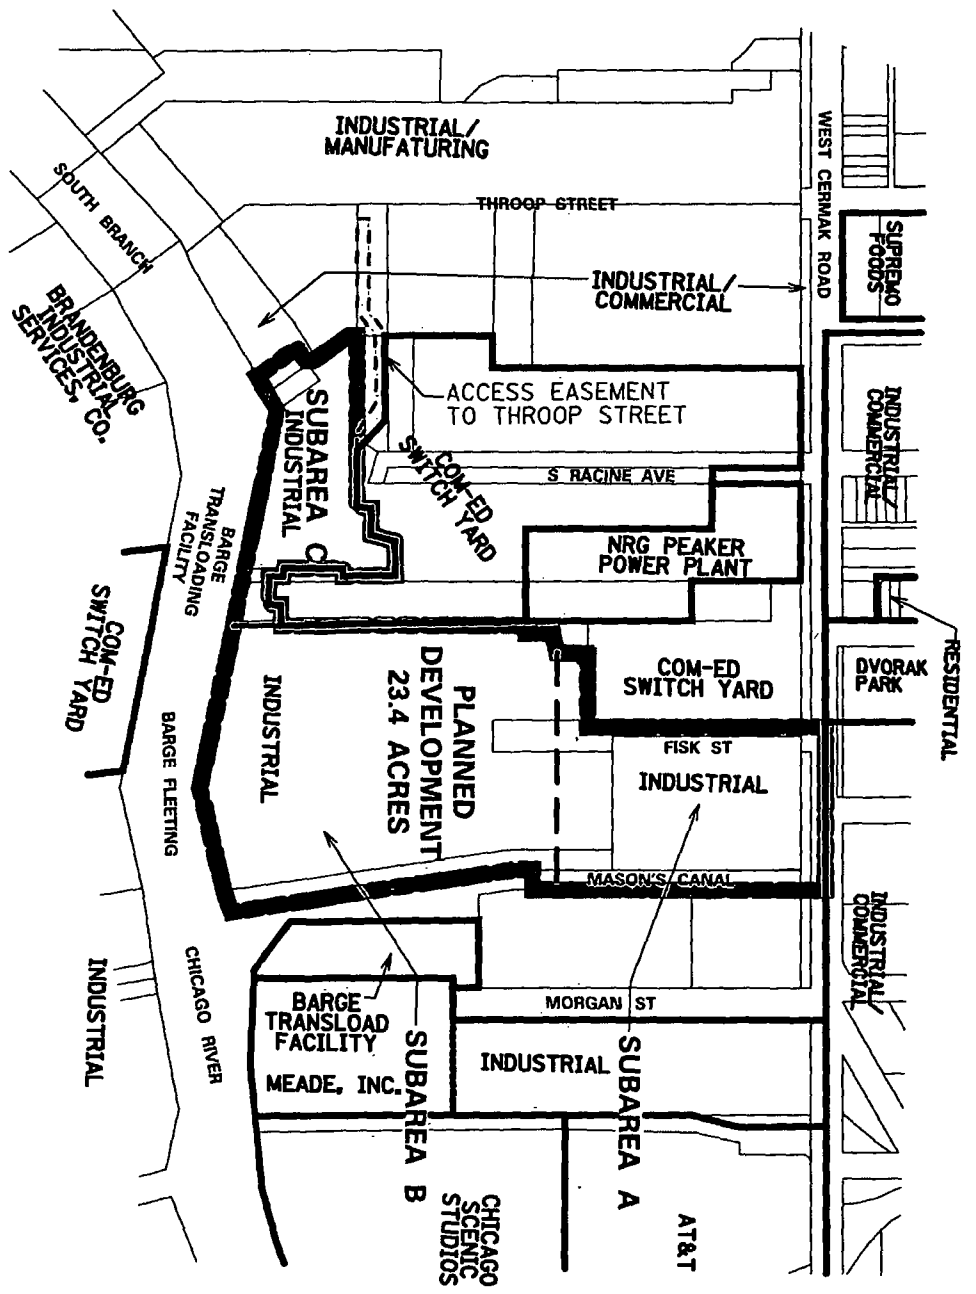 INDUSTRIAL/
MANUFATURING
SOUTH BRANCH
THROOP STREET
WEST CERMAK ROAD
SUPREMO
FOODS
INDUSTRIAL/
COMMERCIAL
BRANDENBURG
INDUSTRIAL
SERVICES, CO.
ACCESS EASEMENT
TO THROOP STREET
SUBAREA C
INDUSTRIAL
COM-ED
SWITCH YARD
S RACINE AVE
INDUSTRIAL/
COMMERCIAL
BARGE
TRANSLOADING
FACILITY
NRG PEAKER
POWER PLANT
COM-ED
SWITCH YARD
RESIDENTIAL
COM-ED
SWITCH YARD
DVORAK
PARK
PLANNED
DEVELOPMENT
23.4 ACRES
INDUSTRIAL
FISK ST
INDUSTRIAL
BARGE FLEETING
MASON'S CANAL
INDUSTRIAL/
COMMERCIAL
CHICAGO RIVER
INDUSTRIAL
BARGE
TRANSLOAD
FACILITY
MEADE, INC.
MORGAN ST
INDUSTRIAL
SUBAREA A
SUBAREA B
CHICAGO
SCENIC
STUDIOS
AT&T